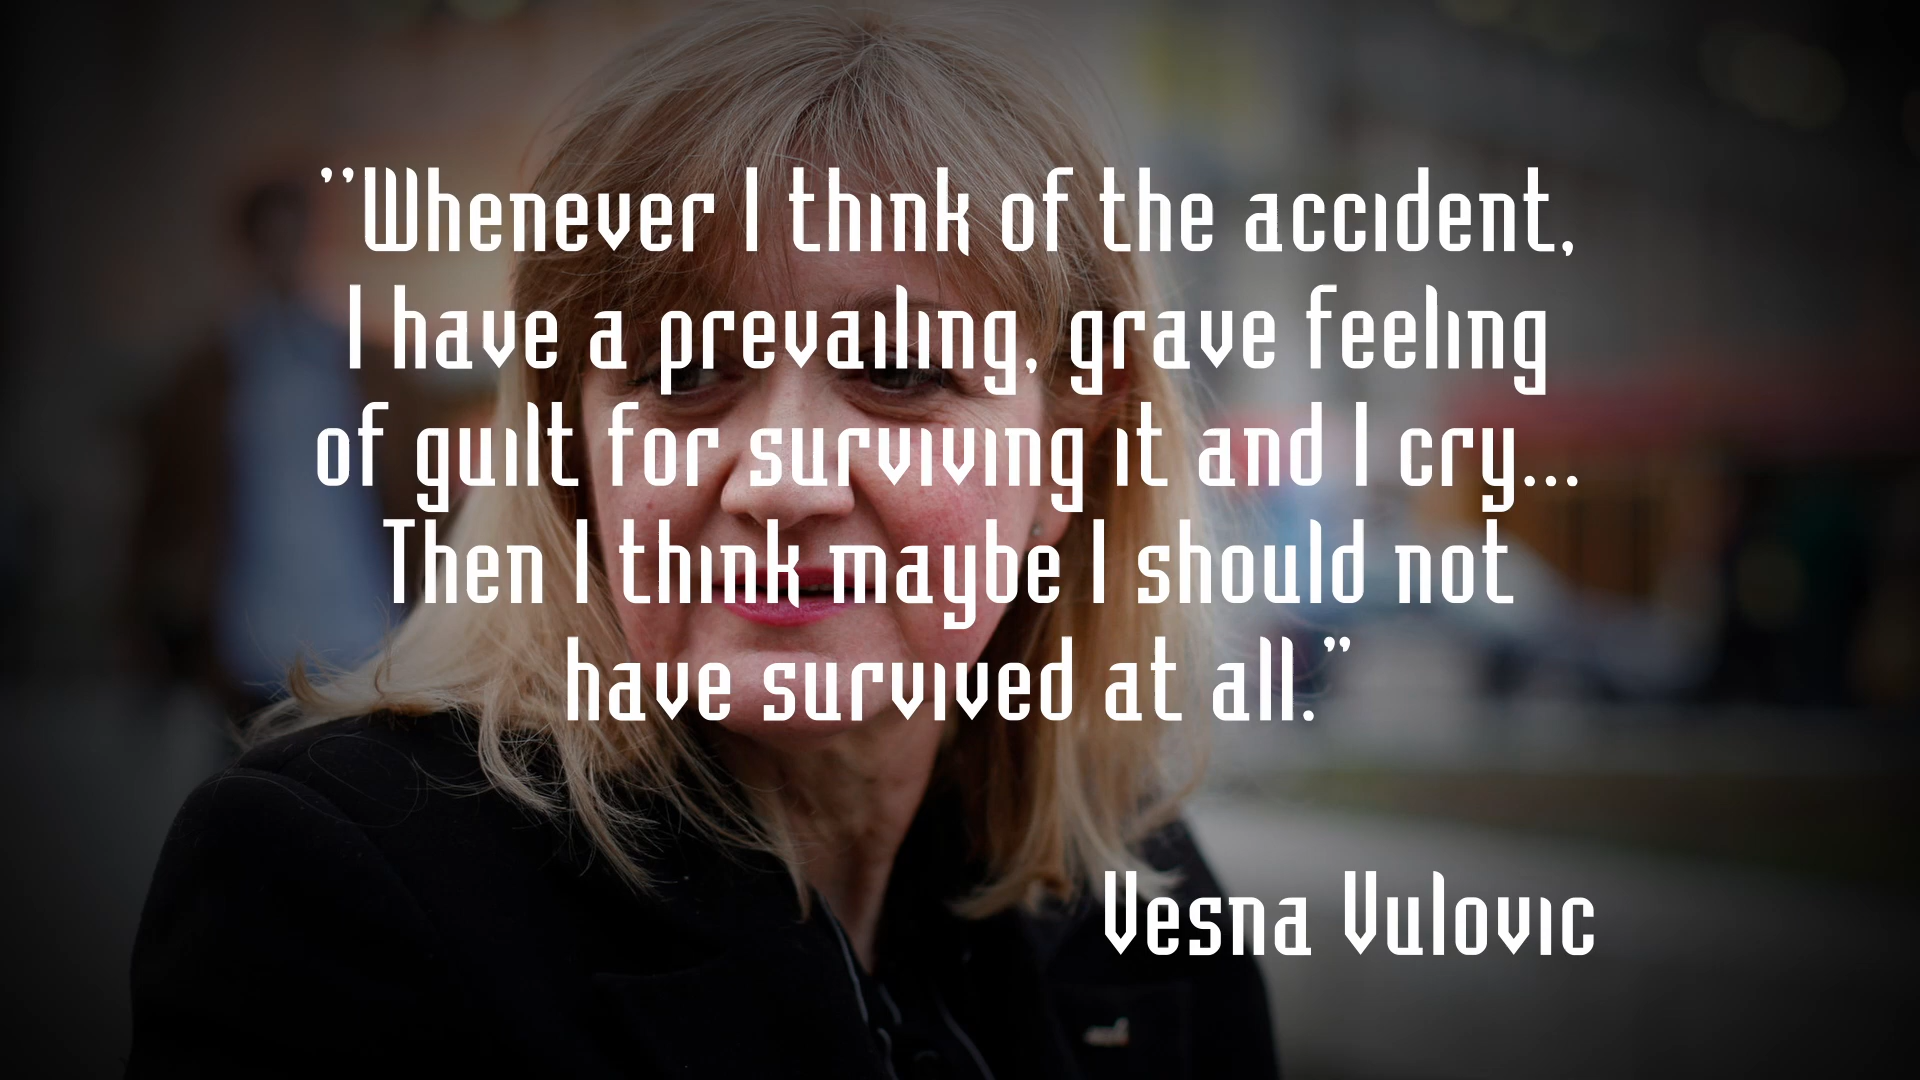 ''Whenever I think of the accident,
I have a prevailing, grave feeling
of guilt for surviving it and I cry...
Then I think maybe I should not
have survived at all.”
Vesna Vulovic